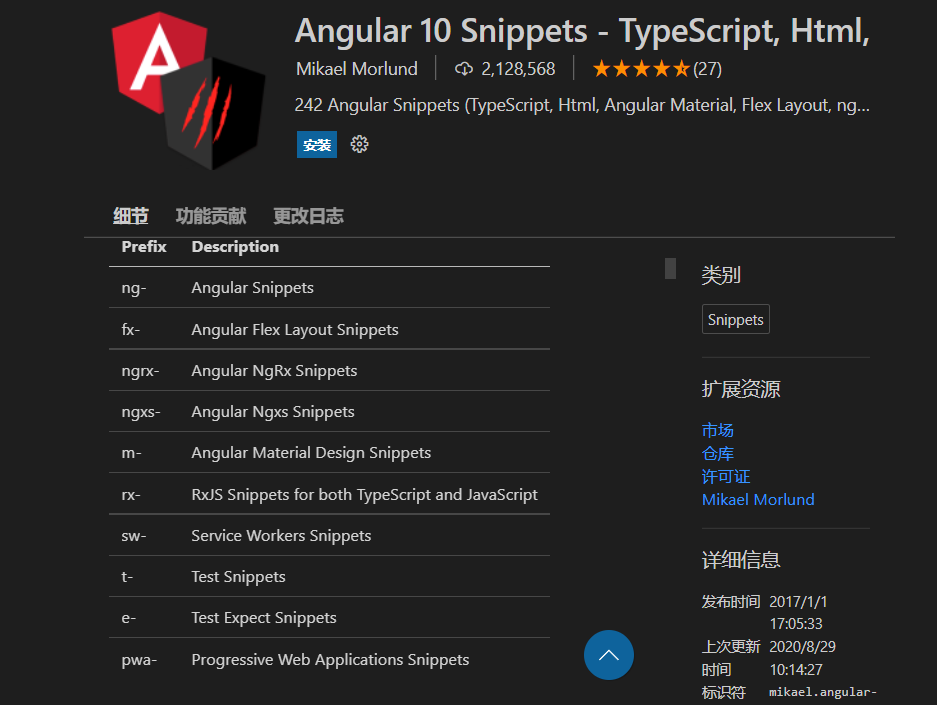 Angular 10 Snippets - TypeScript, Html,
Mikael Morlund 2,128,568 (27)
242 Angular Snippets (TypeScript, Html, Angular Material, Flex Layout, ng...
安装
细节 功能贡献 更改日志
Prefix Description
ng- Angular Snippets
fx- Angular Flex Layout Snippets
ngrx- Angular NgRx Snippets
ngxs- Angular Ngxs Snippets
m- Angular Material Design Snippets
rx- RxJS Snippets for both TypeScript and JavaScript
sw- Service Workers Snippets
t- Test Snippets
e- Test Expect Snippets
pwa- Progressive Web Applications Snippets
类别
Snippets
扩展资源
市场
仓库
许可证
Mikael Morlund
详细信息
发布时间 2017/1/1
17:05:33
上次更新 2020/8/29
时间 10:14:27
标识符 mikael.angular-